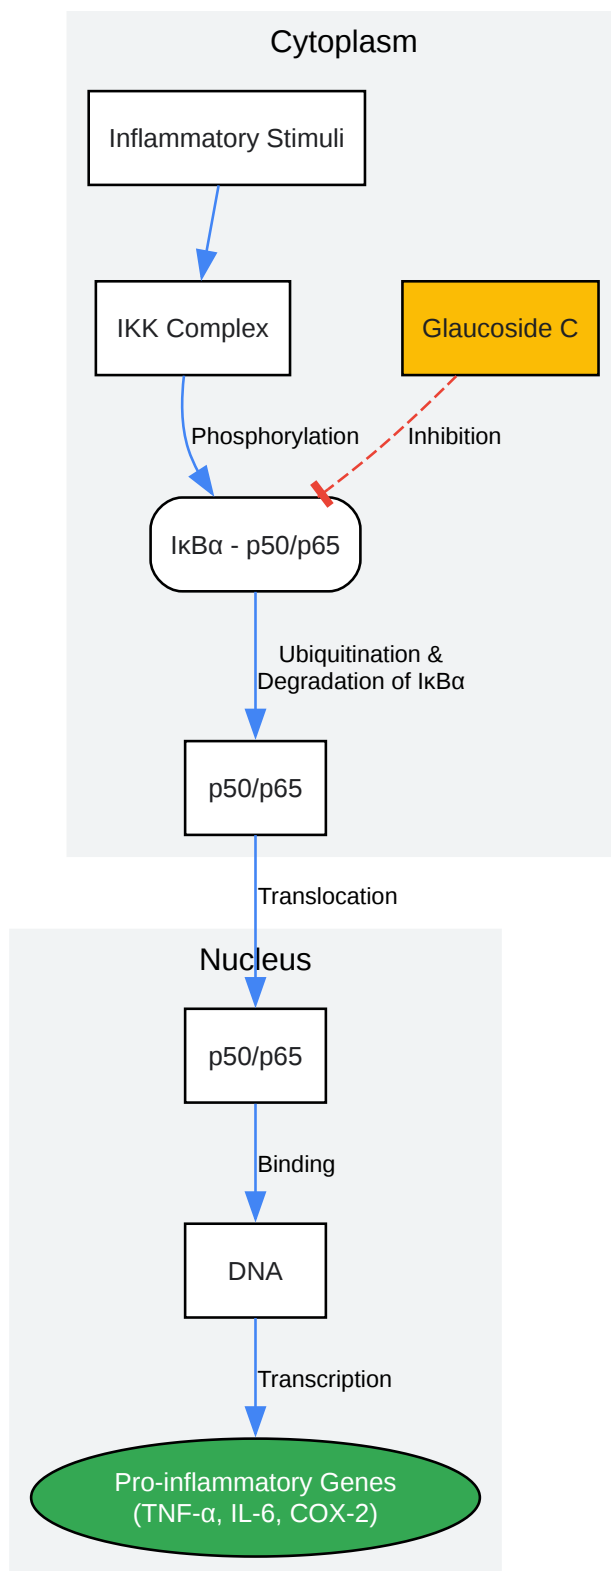 Cytoplasm
Inflammatory Stimuli
IKK Complex
Glaucoside C
Phosphorylation
Inhibition
IκBα - p50/p65
Ubiquitination &
Degradation of IκBα
p50/p65
Translocation
Nucleus
p50/p65
Binding
DNA
Transcription
Pro-inflammatory Genes
(TNF-α, IL-6, COX-2)